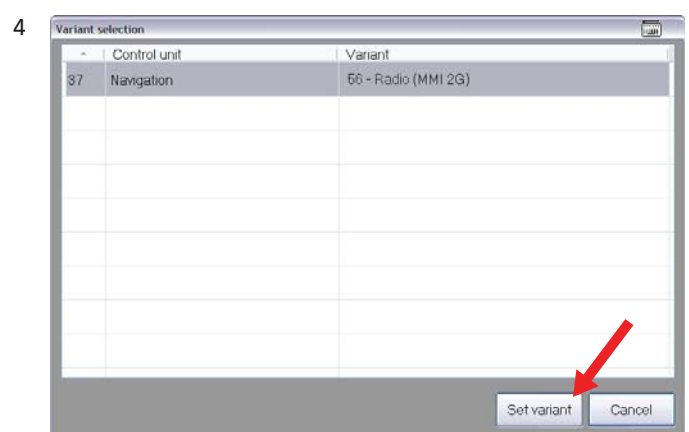 4
Variant selection
Control unit Variant
37 Navigation 56 - Radio (MMI 2G)
Set variant Cancel